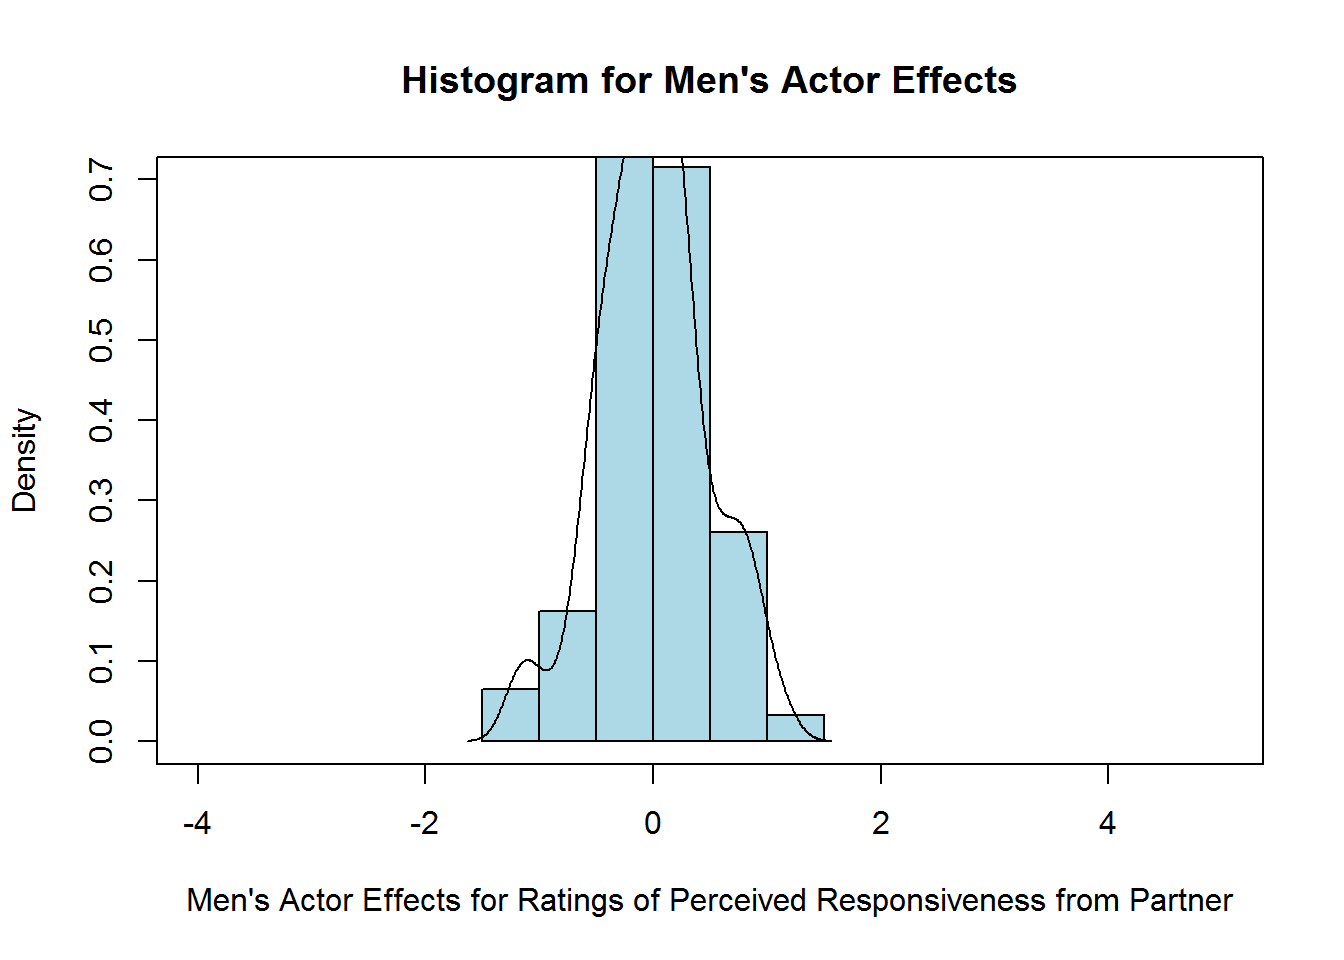 Histogram for Men's Actor Effects
Density
0.7
0.6
0.5
0.4
0.3
0.2
0.1
0.0
-4 -2 0 2 4
Men's Actor Effects for Ratings of Perceived Responsiveness from Partner